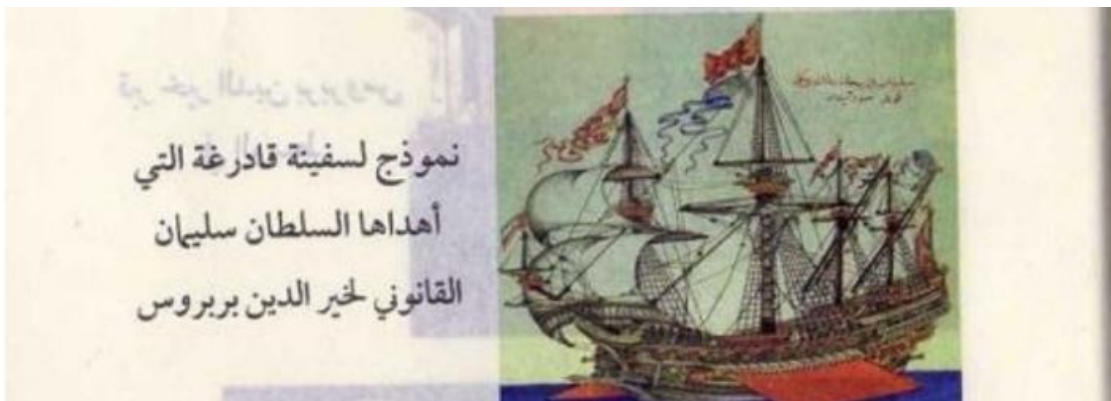 نموذج لسفينة قادرغة التي
أهداها السلطان سليمان
القانوني لخير الدين بربروس